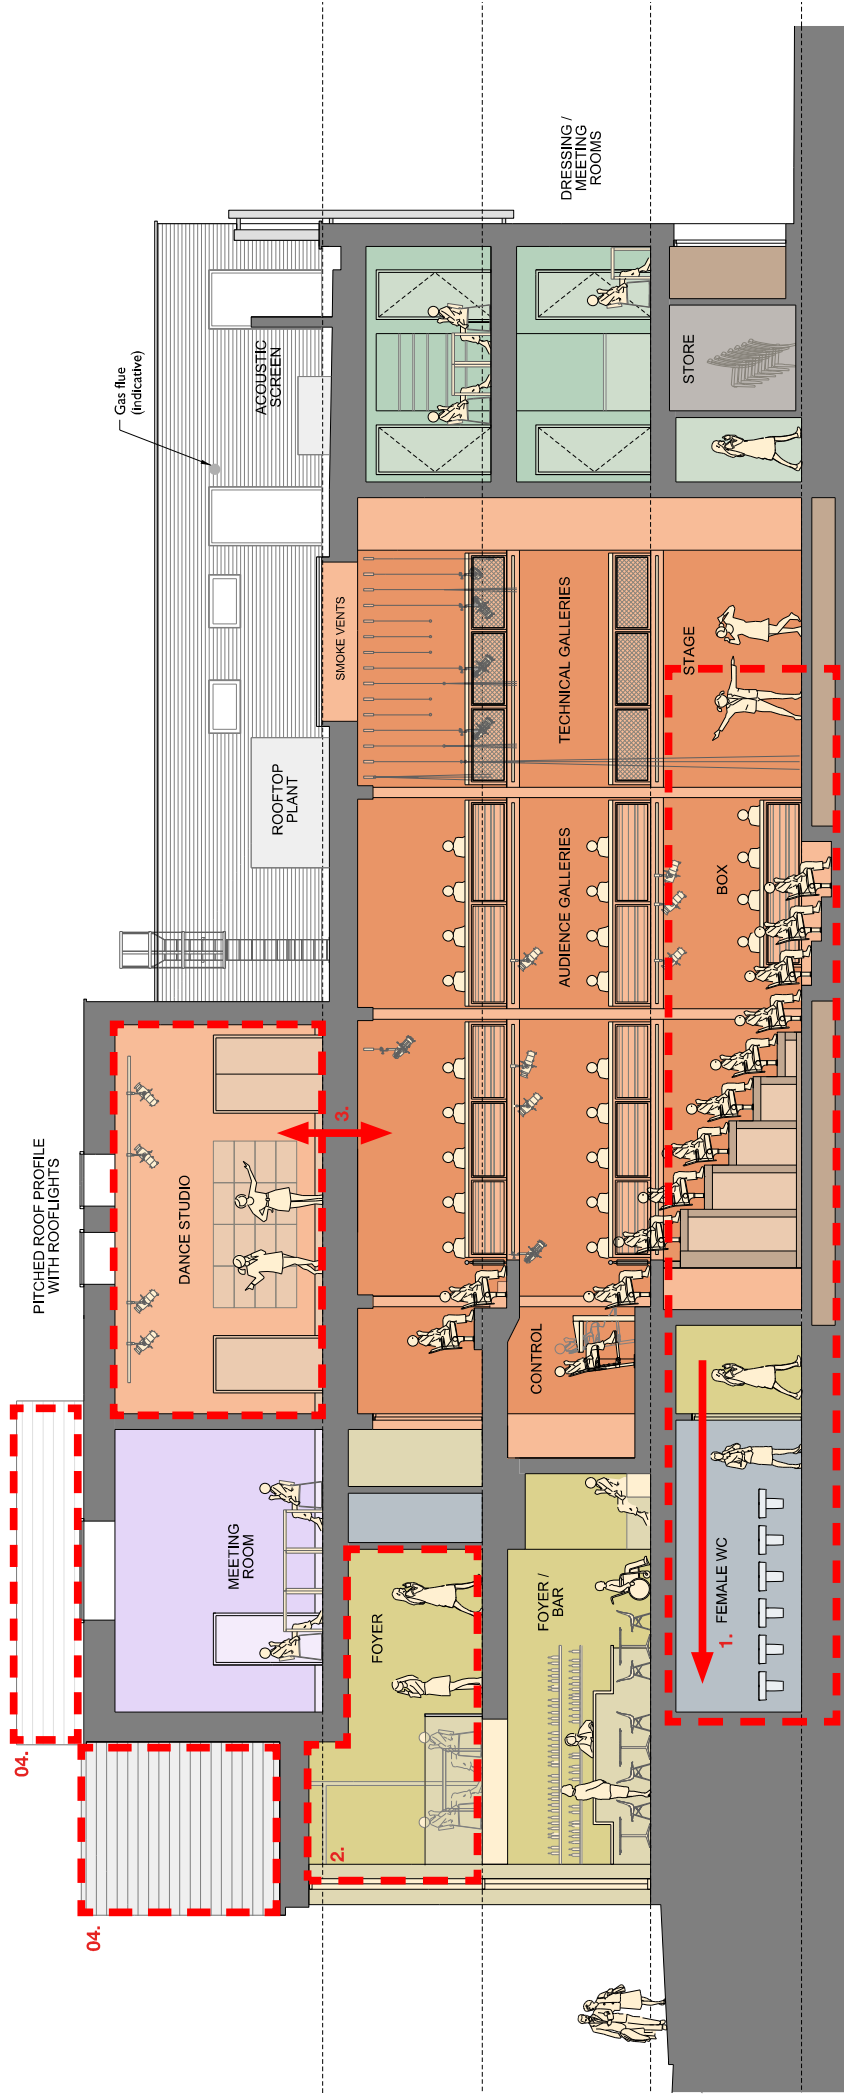 04.
04.
PITCHED ROOF PROFILE
WITH ROOFLIGHTS
Gas flue
(indicative)
MEETING
ROOM
DANCE STUDIO
ROOFTOP
PLANT
ACOUSTIC
SCREEN
3.
SMOKE VENTS
2.
FOYER
FOYER /
BAR
CONTROL
AUDIENCE GALLERIES
TECHNICAL GALLERIES
DRESSING /
MEETING
ROOMS
1.
FEMALE WC
BOX
STAGE
STORE